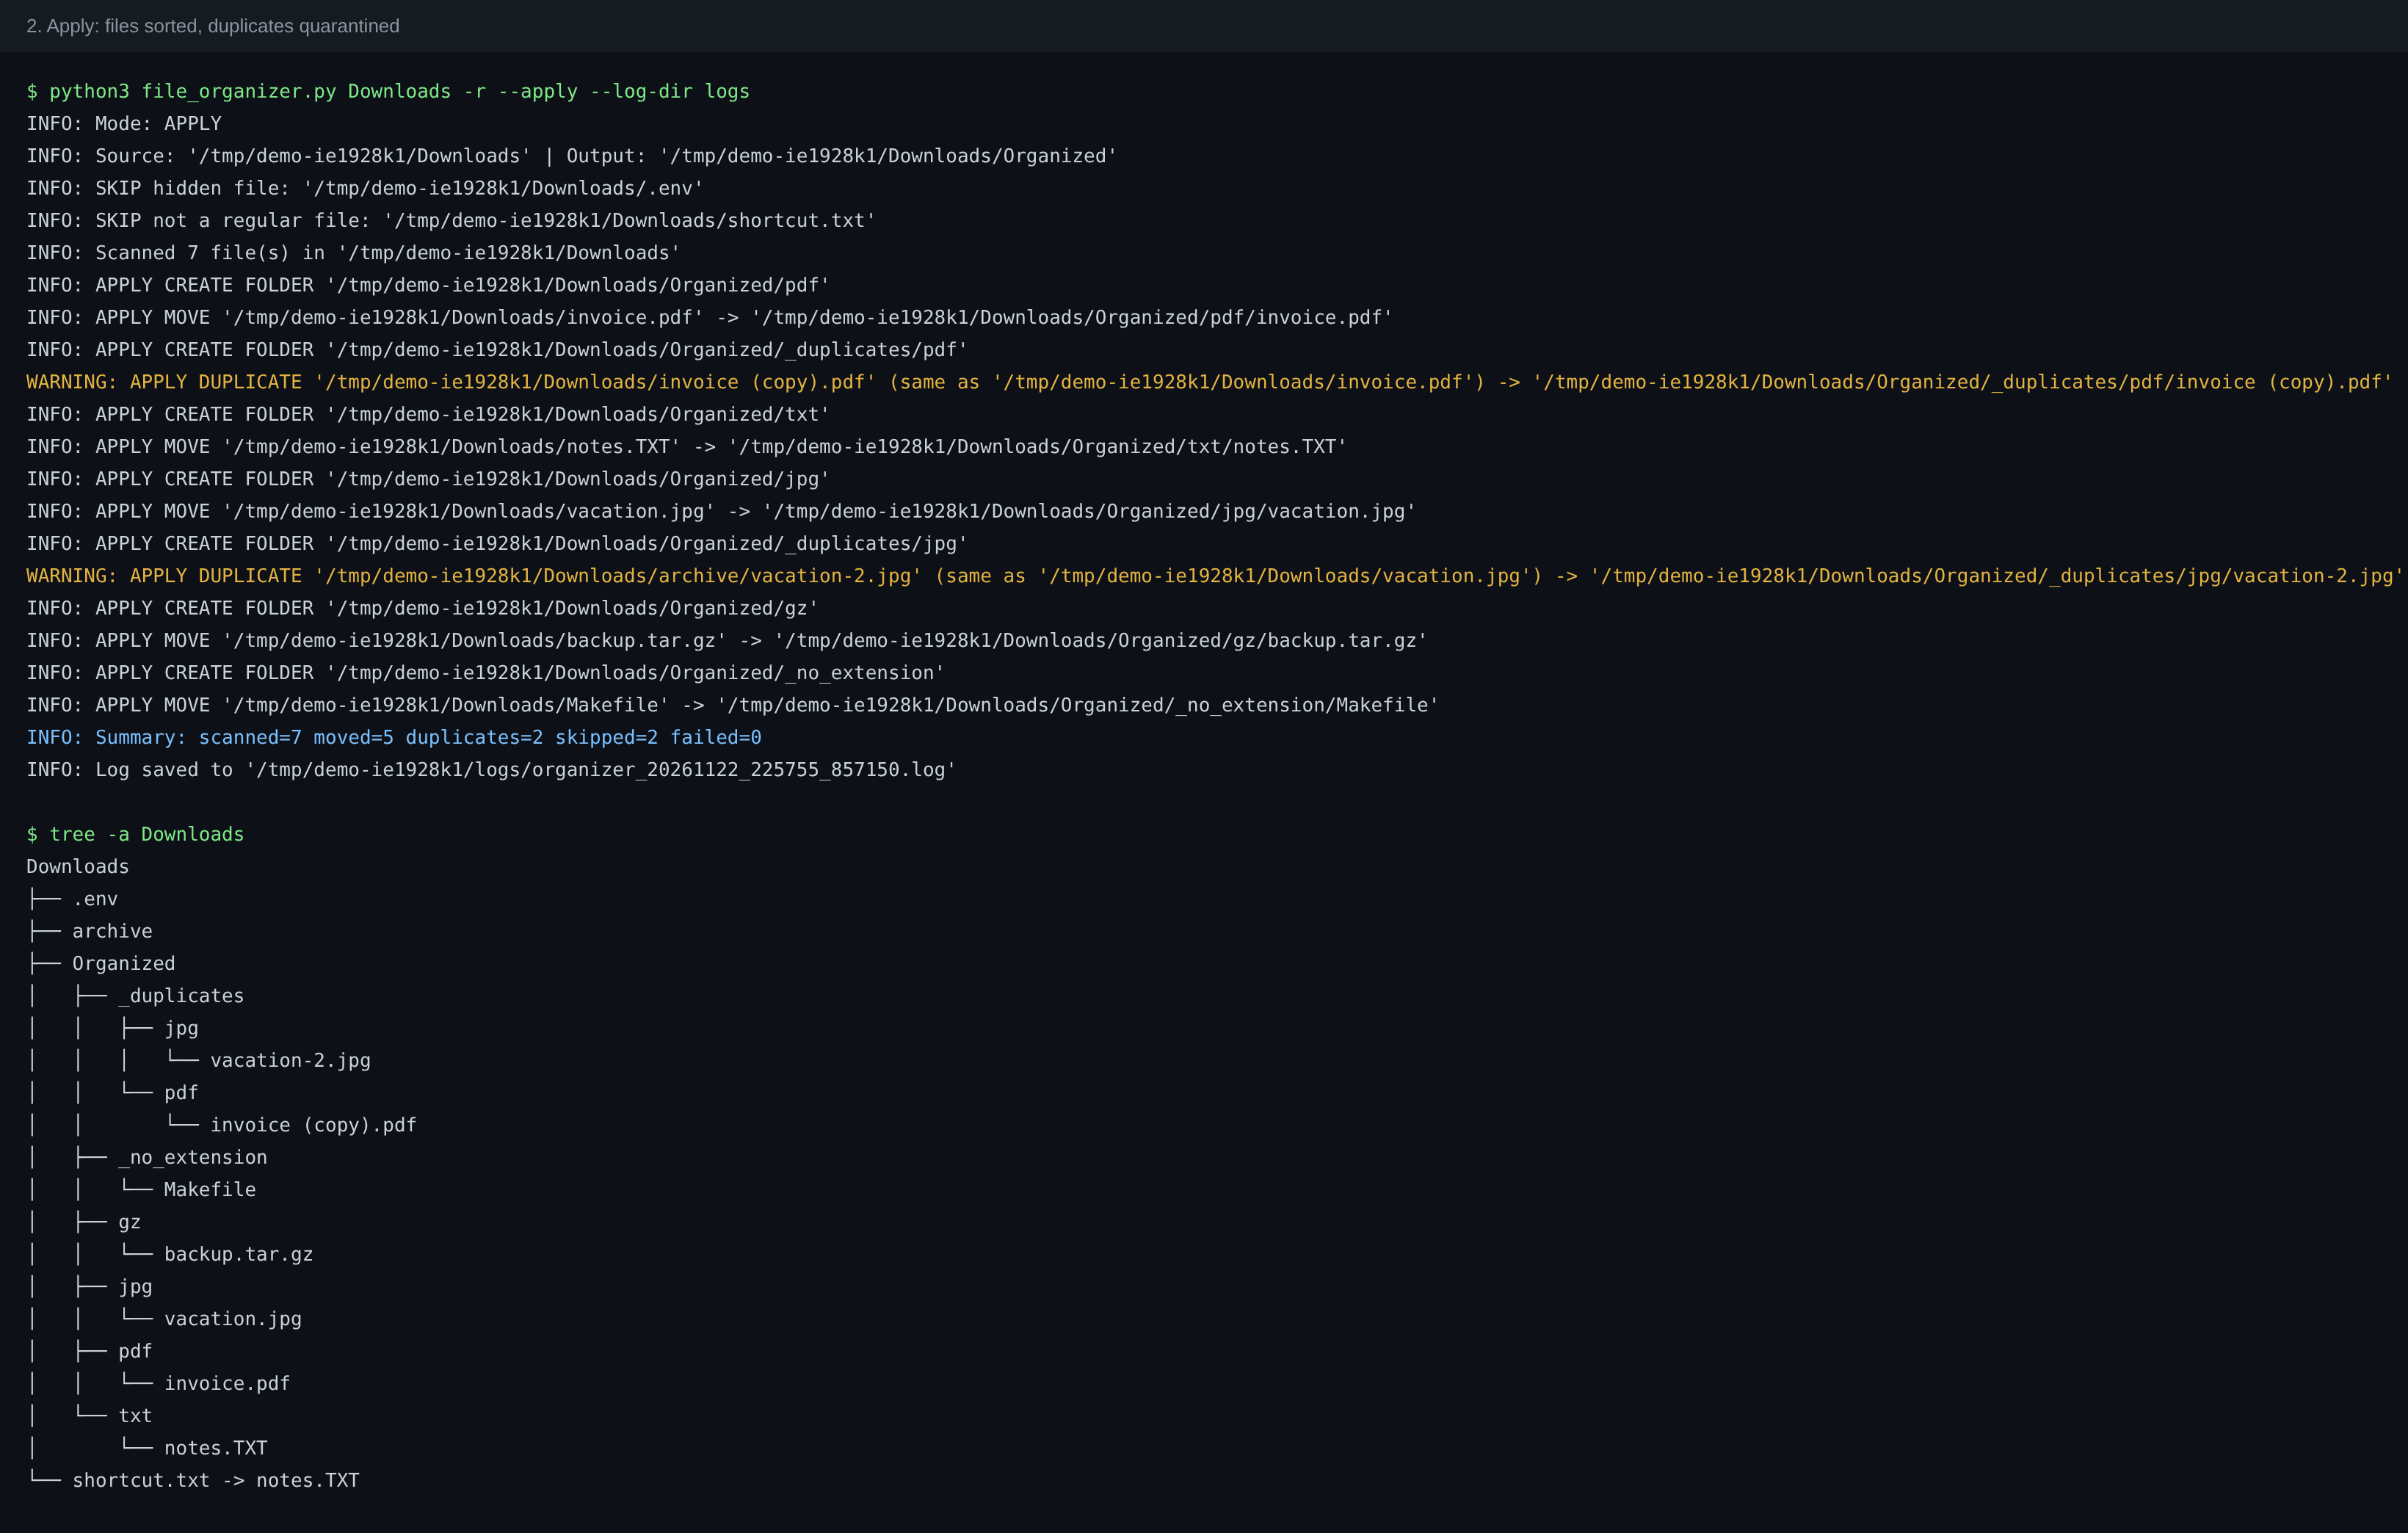 2. Apply: files sorted, duplicates quarantined
$ python3 file_organizer.py Downloads -r --apply --log-dir logs
INFO: Mode: APPLY
INFO: Source: '/tmp/demo-ie1928k1/Downloads' | Output: '/tmp/demo-ie1928k1/Downloads/Organized'
INFO: SKIP hidden file: '/tmp/demo-ie1928k1/Downloads/.env'
INFO: SKIP not a regular file: '/tmp/demo-ie1928k1/Downloads/shortcut.txt'
INFO: Scanned 7 file(s) in '/tmp/demo-ie1928k1/Downloads'
INFO: APPLY CREATE FOLDER '/tmp/demo-ie1928k1/Downloads/Organized/pdf'
INFO: APPLY MOVE '/tmp/demo-ie1928k1/Downloads/invoice.pdf' -> '/tmp/demo-ie1928k1/Downloads/Organized/pdf/invoice.pdf'
INFO: APPLY CREATE FOLDER '/tmp/demo-ie1928k1/Downloads/Organized/_duplicates/pdf'
WARNING: APPLY DUPLICATE '/tmp/demo-ie1928k1/Downloads/invoice (copy).pdf' (same as '/tmp/demo-ie1928k1/Downloads/invoice.pdf') -> '/tmp/demo-ie1928k1/Downloads/Organized/_duplicates/pdf/invoice (copy).pdf'
INFO: APPLY CREATE FOLDER '/tmp/demo-ie1928k1/Downloads/Organized/txt'
INFO: APPLY MOVE '/tmp/demo-ie1928k1/Downloads/notes.TXT' -> '/tmp/demo-ie1928k1/Downloads/Organized/txt/notes.TXT'
INFO: APPLY CREATE FOLDER '/tmp/demo-ie1928k1/Downloads/Organized/jpg'
INFO: APPLY MOVE '/tmp/demo-ie1928k1/Downloads/vacation.jpg' -> '/tmp/demo-ie1928k1/Downloads/Organized/jpg/vacation.jpg'
INFO: APPLY CREATE FOLDER '/tmp/demo-ie1928k1/Downloads/Organized/_duplicates/jpg'
WARNING: APPLY DUPLICATE '/tmp/demo-ie1928k1/Downloads/archive/vacation-2.jpg' (same as '/tmp/demo-ie1928k1/Downloads/vacation.jpg') -> '/tmp/demo-ie1928k1/Downloads/Organized/_duplicates/jpg/vacation-2.jpg'
INFO: APPLY CREATE FOLDER '/tmp/demo-ie1928k1/Downloads/Organized/gz'
INFO: APPLY MOVE '/tmp/demo-ie1928k1/Downloads/backup.tar.gz' -> '/tmp/demo-ie1928k1/Downloads/Organized/gz/backup.tar.gz'
INFO: APPLY CREATE FOLDER '/tmp/demo-ie1928k1/Downloads/Organized/_no_extension'
INFO: APPLY MOVE '/tmp/demo-ie1928k1/Downloads/Makefile' -> '/tmp/demo-ie1928k1/Downloads/Organized/_no_extension/Makefile'
INFO: Summary: scanned=7 moved=5 duplicates=2 skipped=2 failed=0
INFO: Log saved to '/tmp/demo-ie1928k1/logs/organizer_20261122_225755_857150.log'
$ tree -a Downloads
Downloads
├── .env
├── archive
├── Organized
│   ├── _duplicates
│   │   ├── jpg
│   │   │   └── vacation-2.jpg
│   │   └── pdf
│   │       └── invoice (copy).pdf
│   ├── _no_extension
│   │   └── Makefile
│   ├── gz
│   │   └── backup.tar.gz
│   ├── jpg
│   │   └── vacation.jpg
│   ├── pdf
│   │   └── invoice.pdf
│   └── txt
│       └── notes.TXT
└── shortcut.txt -> notes.TXT